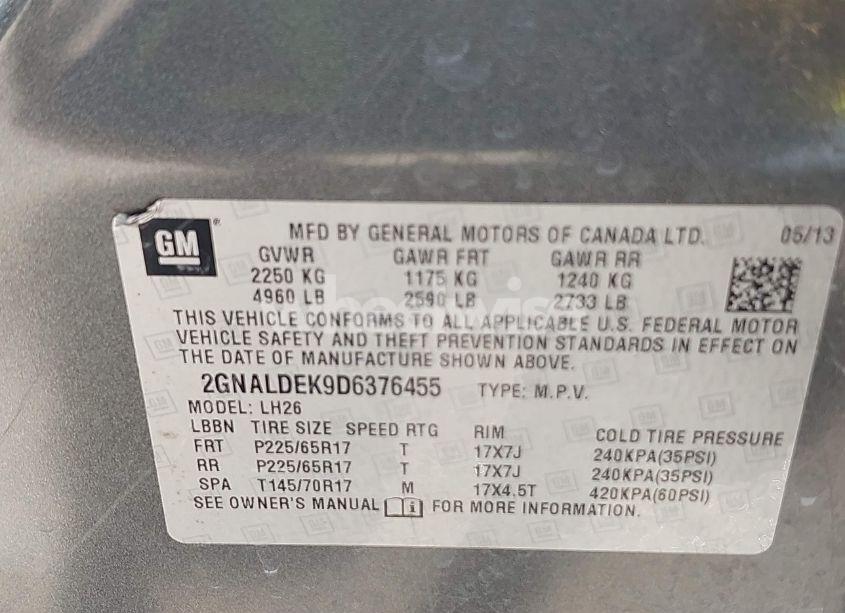 GM
MFD BY GENERAL MOTORS OF CANADA LTD. 05/13
GVWR GAWR FRT GAWR RR
2250 KG 1175 KG 1240 KG
4960 LB 2590 LB 2733 LB
THIS VEHICLE CONFORMS TO ALL APPLICABLE U.S. FEDERAL MOTOR
VEHICLE SAFETY AND THEFT PREVENTION STANDARDS IN EFFECT ON
THE DATE OF MANUFACTURE SHOWN ABOVE.
2GNALDEK9D6376455 TYPE: M.P.V.
MODEL: LH26
LBBN TIRE SIZE SPEED RTG RIM COLD TIRE PRESSURE
FRT P225/65R17 T 17X7J 240KPA(35PSI)
RR P225/65R17 T 17X7J 240KPA(35PSI)
SPA T145/70R17 M 17X4.5T 420KPA(60PSI)
SEE OWNER'S MANUAL i FOR MORE INFORMATION.